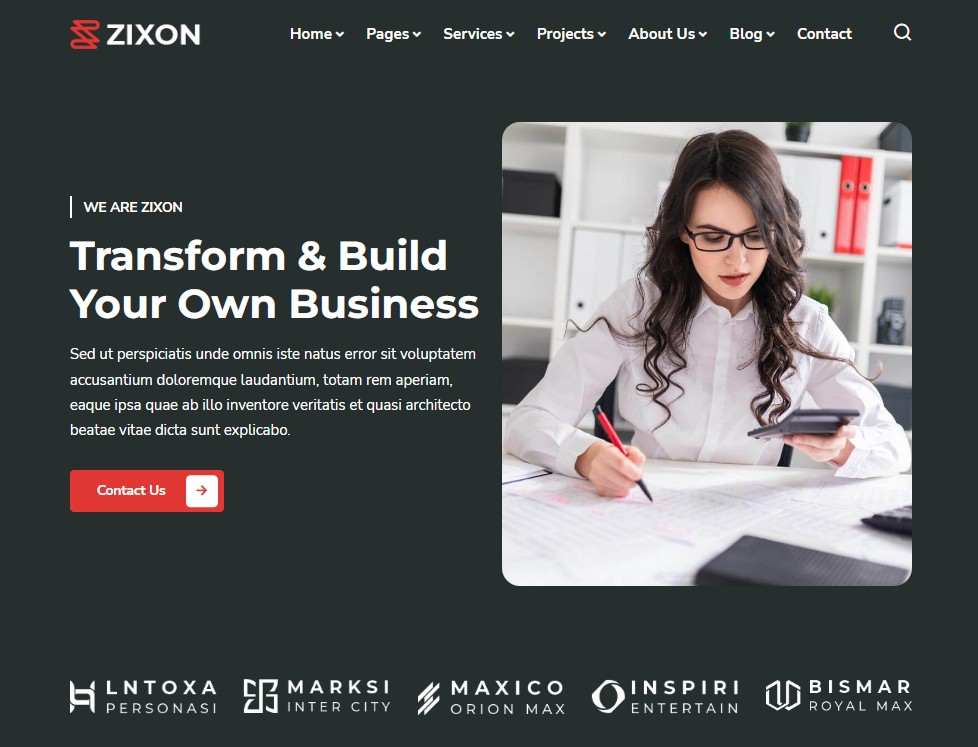 ZIXON
Home Pages Services Projects About Us Blog Contact
WE ARE ZIXON
Transform & Build
Your Own Business
Sed ut perspiciatis unde omnis iste natus error sit voluptatem
accusantium doloremque laudantium, totam rem aperiam,
eaque ipsa quae ab illo inventore veritatis et quasi architecto
beatae vitae dicta sunt explicabo.
Contact Us
LNTOXA
PERSONASI
MARKSI
INTER CITY
MAXICO
ORION MAX
INSPIRI
ENTERTAIN
BISMAR
ROYAL MAX